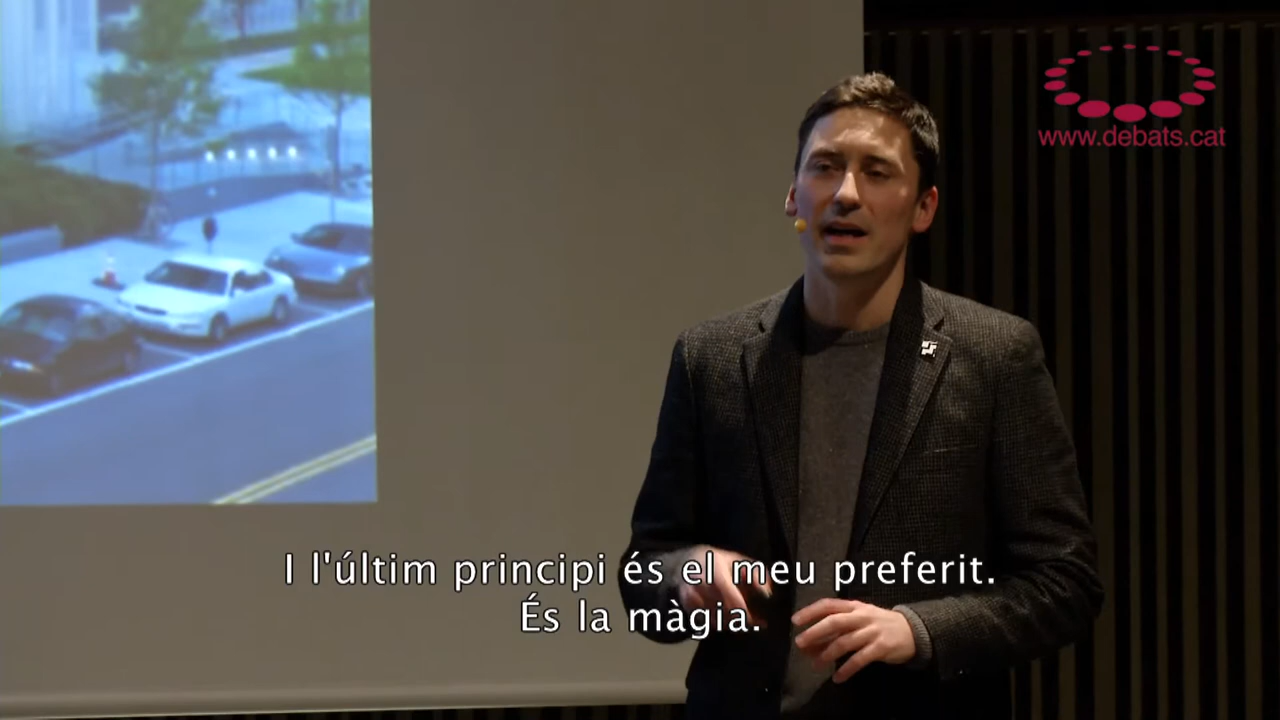 www.debats.cat
I l'últim principi és el meu preferit.
És la màgia.